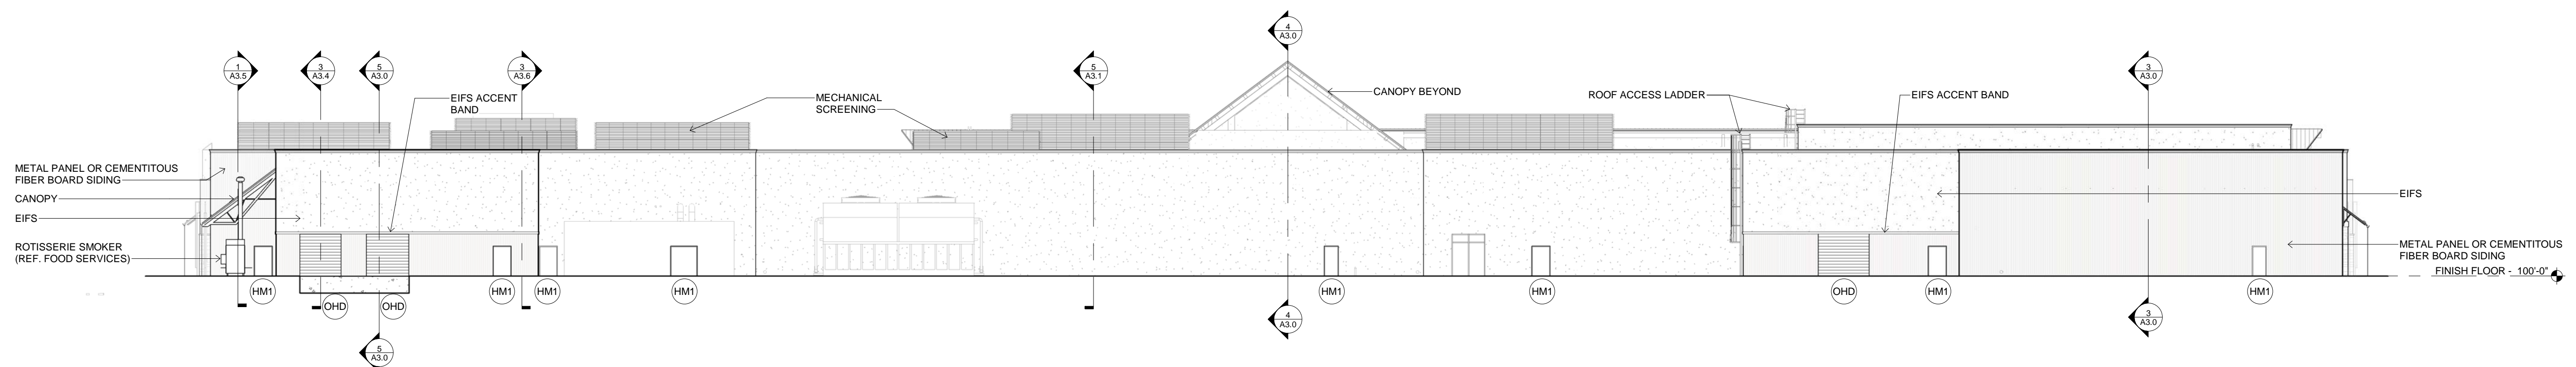 4
A3.0
1
A3.5
3
A3.4
5
A3.0
3
A3.6
5
A3.1
3
A3.0
EIFS ACCENT
BAND
MECHANICAL
SCREENING
CANOPY BEYOND
ROOF ACCESS LADDER
EIFS ACCENT BAND
METAL PANEL OR CEMENTITOUS
FIBER BOARD SIDING
CANOPY
EIFS
EIFS
ROTISSERIE SMOKER
(REF. FOOD SERVICES)
METAL PANEL OR CEMENTITOUS
FIBER BOARD SIDING
FINISH FLOOR - 100'-0"
HM1
OHD
OHD
HM1
HM1
HM1
HM1
HM1
OHD
HM1
HM1
4
A3.0
3
A3.0
5
A3.0